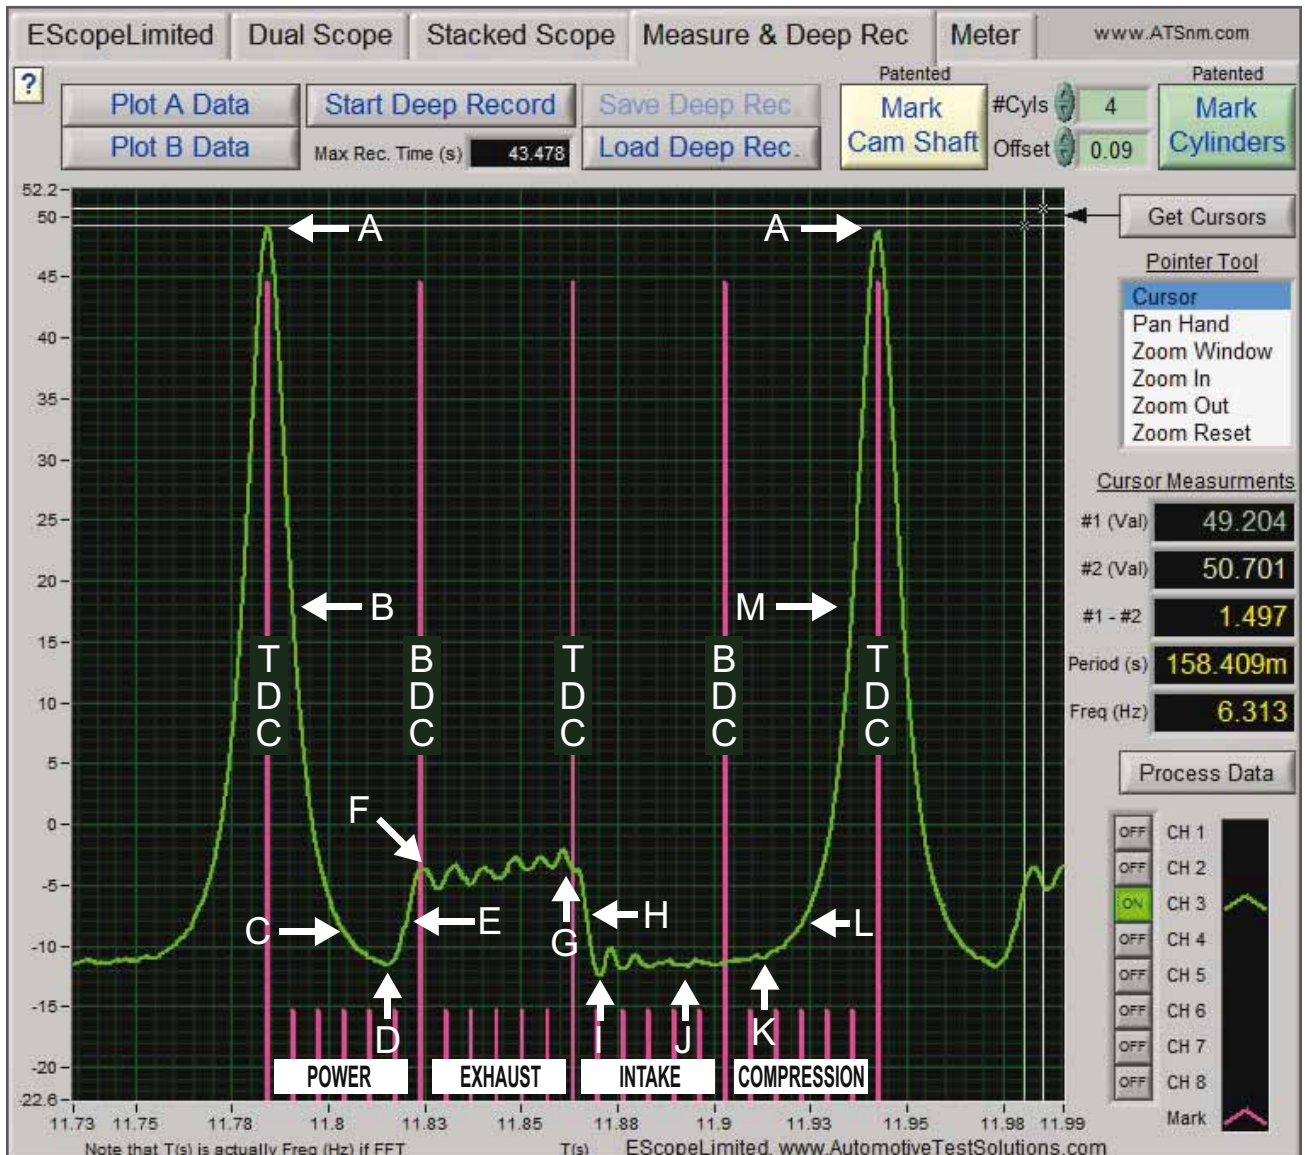 EScopeLimited Dual Scope Stacked Scope Measure & Deep Rec Meter www.ATSnm.com
?
Plot A Data Start Deep Record Save Deep Rec. Patented Mark Cam Shaft #Cyls 4 Patented Mark Cylinders
Plot B Data Max Rec. Time (s) 43.478 Load Deep Rec. Offset 0.09
52.2
50
45
40
35
30
25
20
15
10
5
0
-5
-10
-15
-20
-22.6
A A
B M
TDC BDC TDC BDC TDC
F
C E H L
G
D I J K
POWER EXHAUST INTAKE COMPRESSION
11.73 11.75 11.78 11.8 11.83 11.85 11.88 11.9 11.93 11.95 11.98 11.99
Note that T(s) is actually Freq (Hz) if FFT T(s) EScopeLimited, www.AutomotiveTestSolutions.com
Get Cursors
Pointer Tool
Cursor
Pan Hand
Zoom Window
Zoom In
Zoom Out
Zoom Reset
Cursor Measurments
#1 (Val) 49.204
#2 (Val) 50.701
#1 - #2 1.497
Period (s) 158.409m
Freq (Hz) 6.313
Process Data
OFF CH 1
OFF CH 2
ON CH 3
OFF CH 4
OFF CH 5
OFF CH 6
OFF CH 7
OFF CH 8
Mark